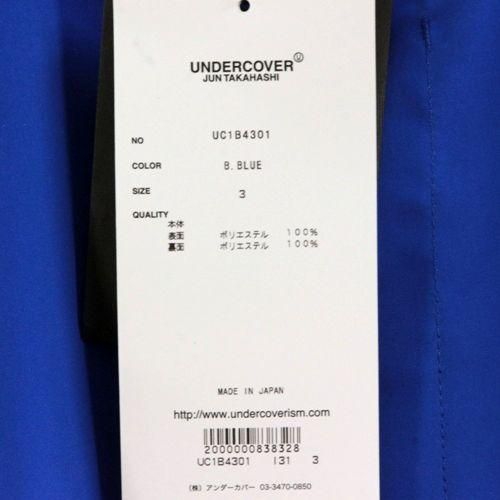 UNDERCOVER Ⓤ
JUN TAKAHASHI
NO UC1B4301
COLOR B.BLUE
SIZE 3
QUALITY
本体
表面 ポリエステル 100%
裏面 ポリエステル 100%
MADE IN JAPAN
http://www.undercoverism.com
2000000838328
UC1B4301 131 3
(株) アンダーカバー 03-3470-0850